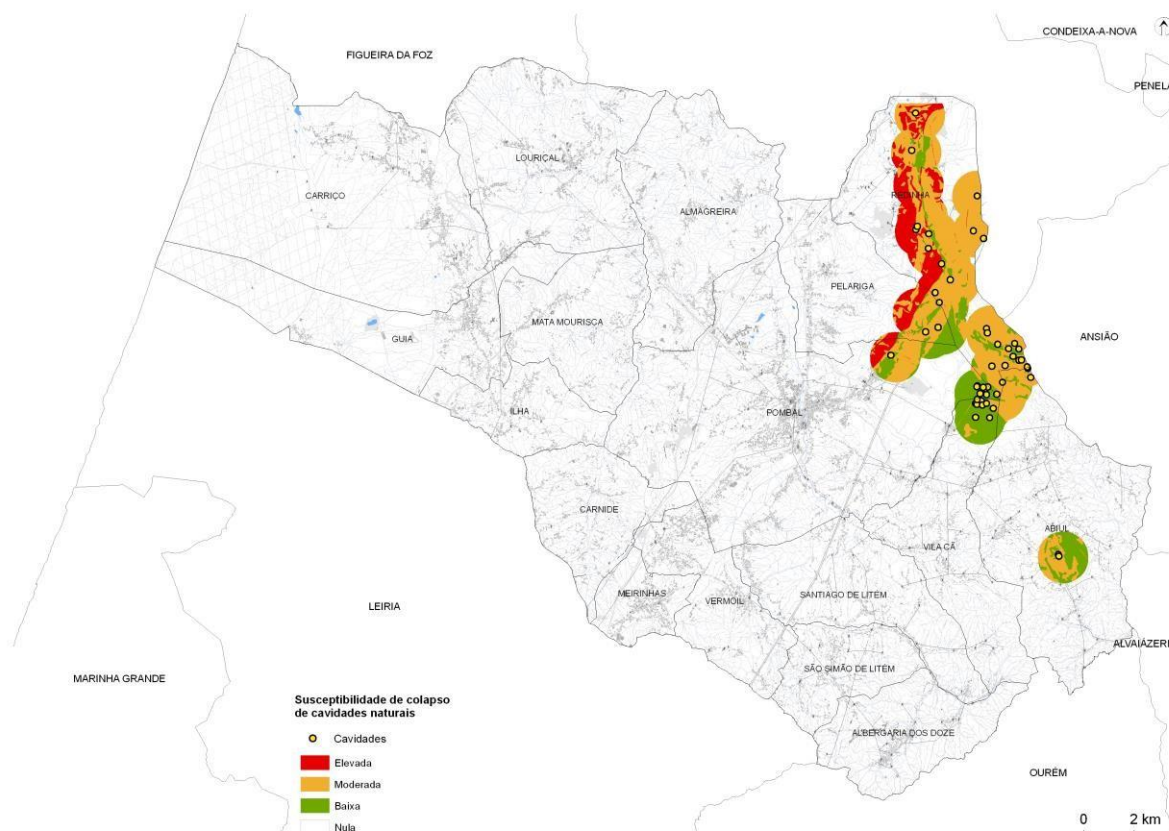 CONDEIXA-A-NOVA
FIGUEIRA DA FOZ
PENELA
LOURIÇAL
CARRIÇO
REDINHA
ALMAGREIRA
PELARIGA
MATA MOURISCA
ANSIÃO
GUIA
ILHA
POMBAL
CARNIDE
ABIUL
VILA CÃ
MEIRINHAS
VERMOIL
SANTIAGO DE LITÉM
LEIRIA
ALVAIÁZERE
SÃO SIMÃO DE LITÉM
MARINHA GRANDE
Susceptibilidade de colapso
de cavidades naturais
Cavidades
ALBERGARIA DOS DOZE
Elevada
OURÉM
Moderada
Baixa
Nula
0 2 km